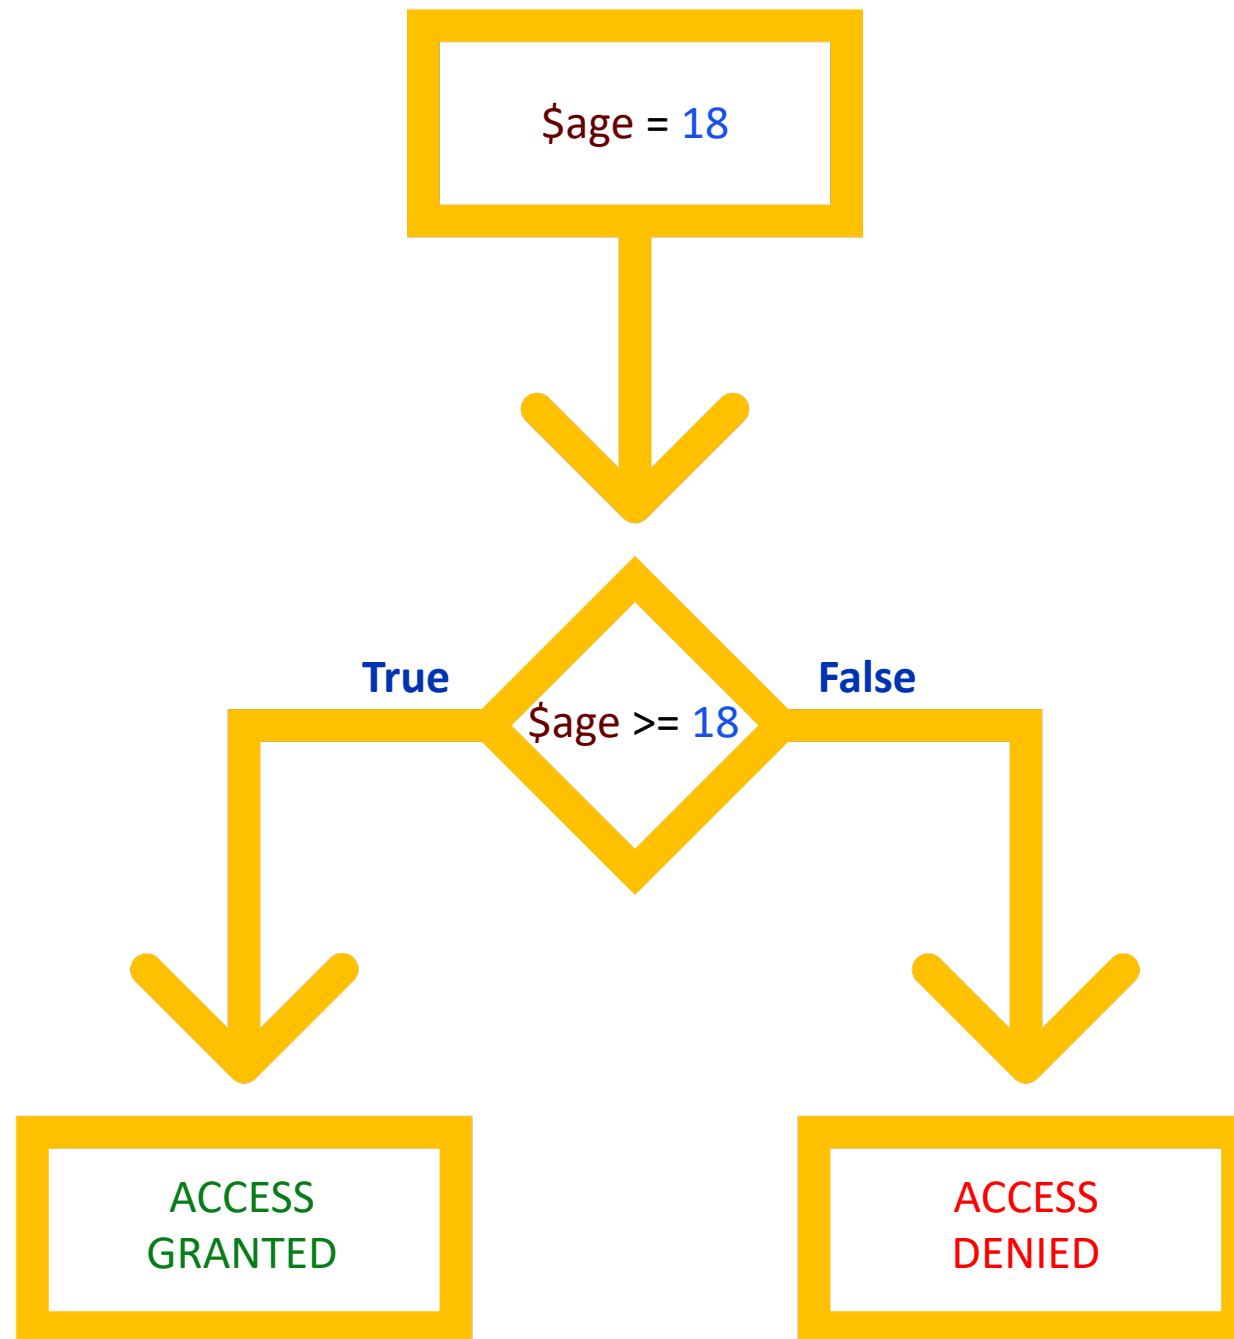 $age = 18
True
False
$age >= 18
ACCESS
GRANTED
ACCESS
DENIED